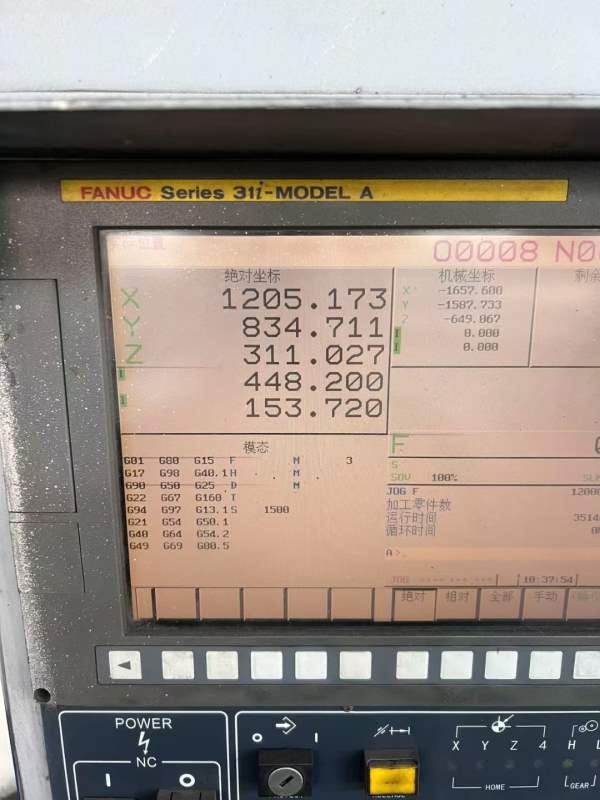 FANUC Series 31i-MODEL A
O0008 N0
绝对坐标
X 1205.173
Y 834.711
Z 311.027
448.200
153.720
机械坐标
X -1657.600
Y -1587.733
Z -649.067
0.000
0.000
模态
G01 G80 G15 F M 3
G17 G98 G40.1 H M
G90 G50 G25 D M
G22 G67 G160 T
G94 G97 G13.1 S 1500
G21 G54 G50.1
G40 G64 G54.2
G49 G69 G80.5
F
S
SOV 100%
JOG F 12000
加工零件数
运行时间 3514
循环时间
A>
JOG 10:37:54
绝对 相对 全部 手动
POWER
NC
I O
O I
X Y Z 4 H L
HOME GEAR